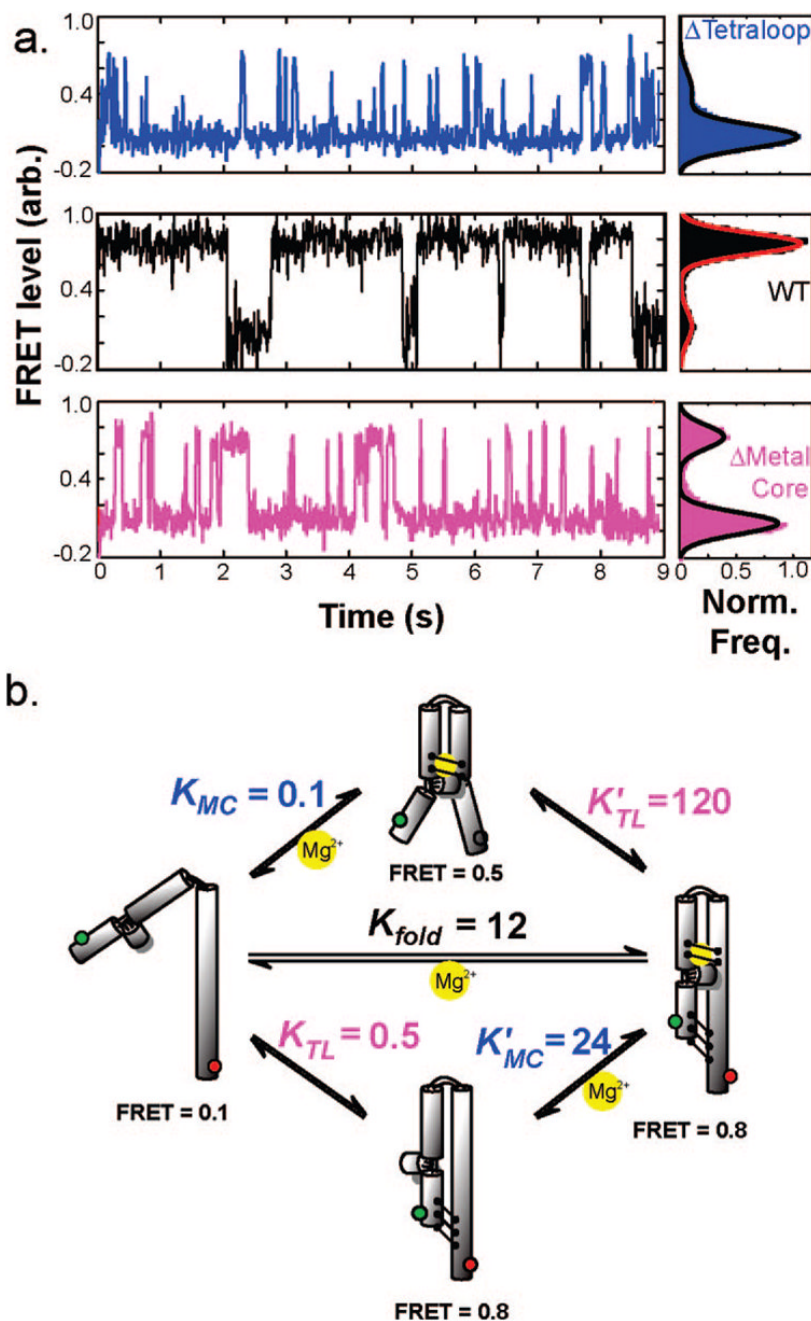 a.
FRET level (arb.)
1.0
0.4
-0.2
ΔTetraloop
1.0
0.4
-0.2
WT
1.0
0.4
-0.2
ΔMetal
Core
0 1 2 3 4 5 6 7 8 9
0 0.5 1.0
Time (s)
Norm.
Freq.
b.
K_MC = 0.1
Mg²⁺
K'_TL = 120
FRET = 0.5
K_fold = 12
Mg²⁺
K_TL = 0.5
K'_MC = 24
Mg²⁺
FRET = 0.1
FRET = 0.8
FRET = 0.8